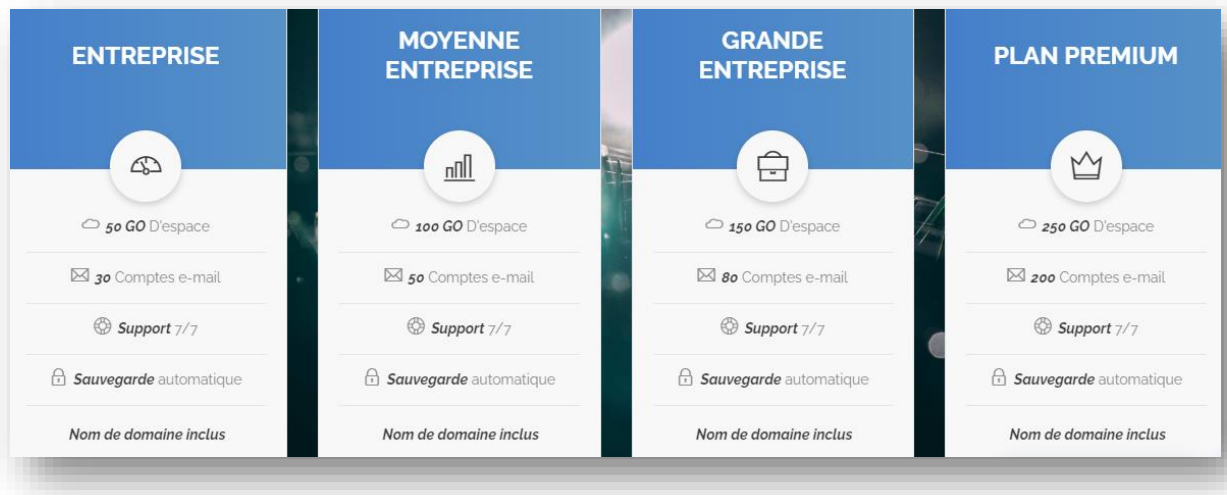 ENTREPRISE
50 GO D'espace
30 Comptes e-mail
Support 7/7
Sauvegarde automatique
Nom de domaine inclus
MOYENNE
ENTREPRISE
100 GO D'espace
50 Comptes e-mail
Support 7/7
Sauvegarde automatique
Nom de domaine inclus
GRANDE
ENTREPRISE
150 GO D'espace
80 Comptes e-mail
Support 7/7
Sauvegarde automatique
Nom de domaine inclus
PLAN PREMIUM
250 GO D'espace
200 Comptes e-mail
Support 7/7
Sauvegarde automatique
Nom de domaine inclus